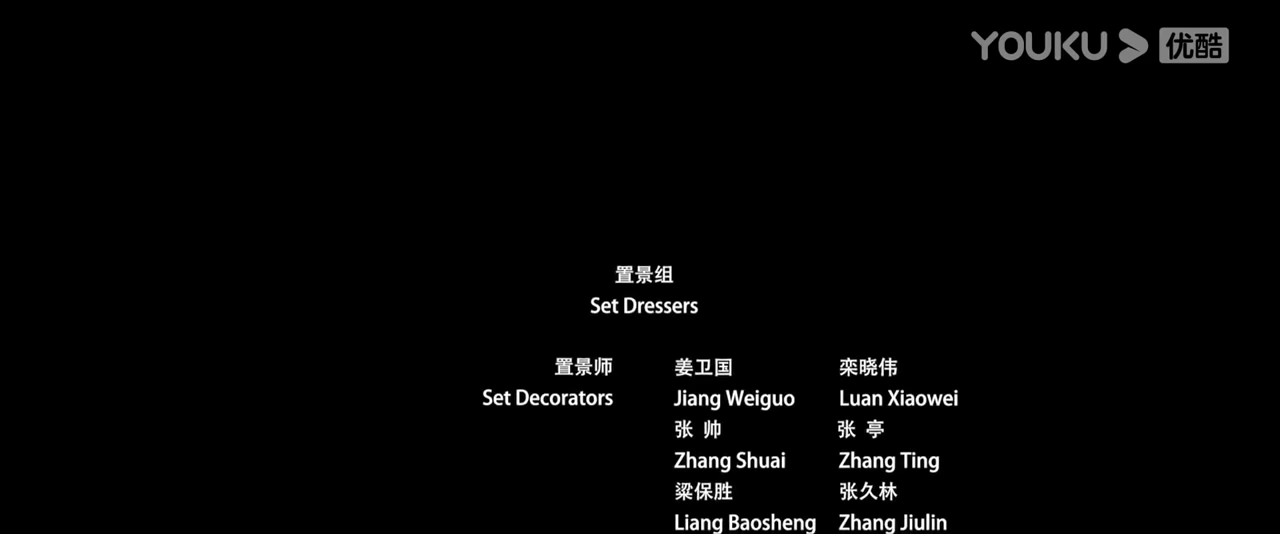 YOUKU 优酷
置景组
Set Dressers
置景师 姜卫国 栾晓伟
Set Decorators Jiang Weiguo Luan Xiaowei
张 帅 张 亭
Zhang Shuai Zhang Ting
梁保胜 张久林
Liang Baosheng Zhang Jiulin